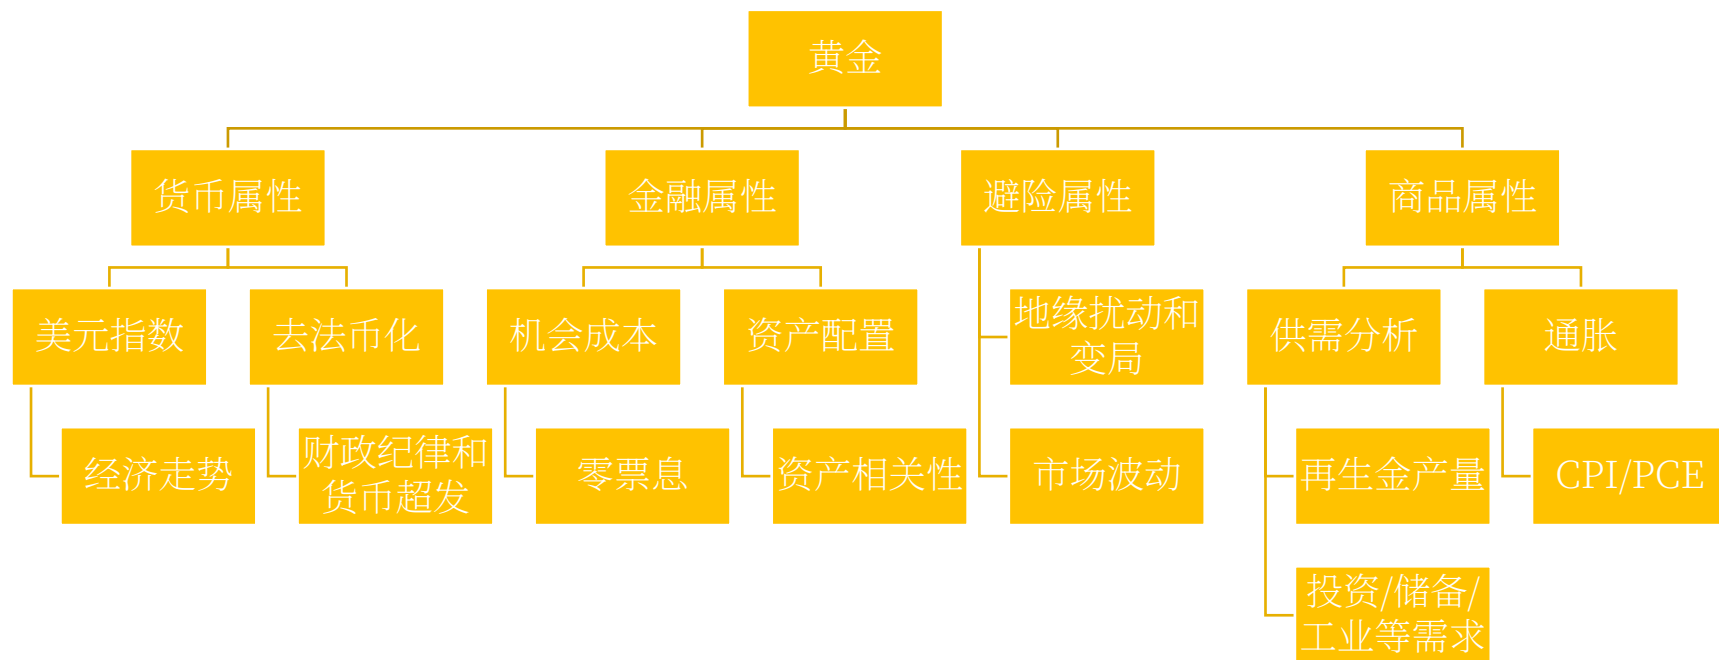 黄金
货币属性
金融属性
避险属性
商品属性
美元指数
去法币化
机会成本
资产配置
地缘扰动和
变局
供需分析
通胀
经济走势
财政纪律和
货币超发
零票息
资产相关性
市场波动
再生金产量
CPI/PCE
投资/储备/
工业等需求